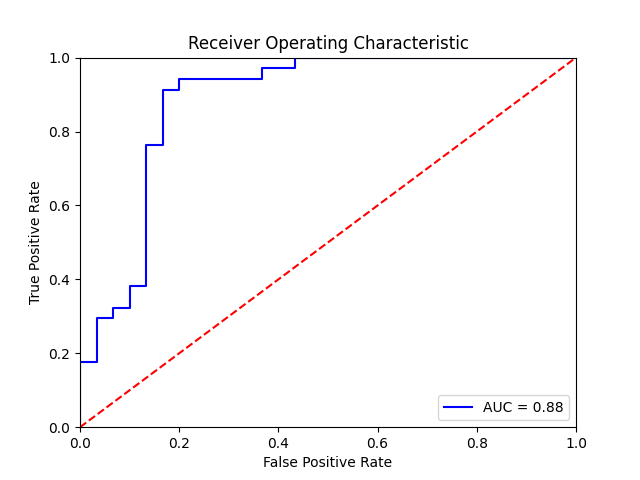 Receiver Operating Characteristic
1.0
0.8
0.6
0.4
0.2
0.0
True Positive Rate
AUC = 0.88
0.0 0.2 0.4 0.6 0.8 1.0
False Positive Rate